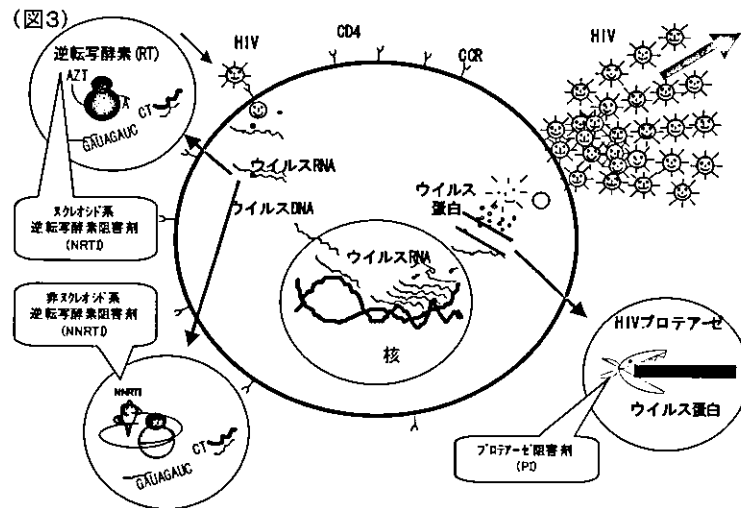 (図3)
逆転写酵素(RT)
AZT
A
CT
GAUAGAUC
HIV
CD4
CCR
HIV
ウイルスRNA
ウイルスDNA
ウイルス
蛋白
ウイルスRNA
核
ヌクレオシド系
逆転写酵素阻害剤
(NRTI)
非ヌクレオシド系
逆転写酵素阻害剤
(NNRTI)
NNRTI
CT
GAUAGAUC
HIVプロテアーゼ
ウイルス蛋白
プロテアーゼ阻害剤
(PI)